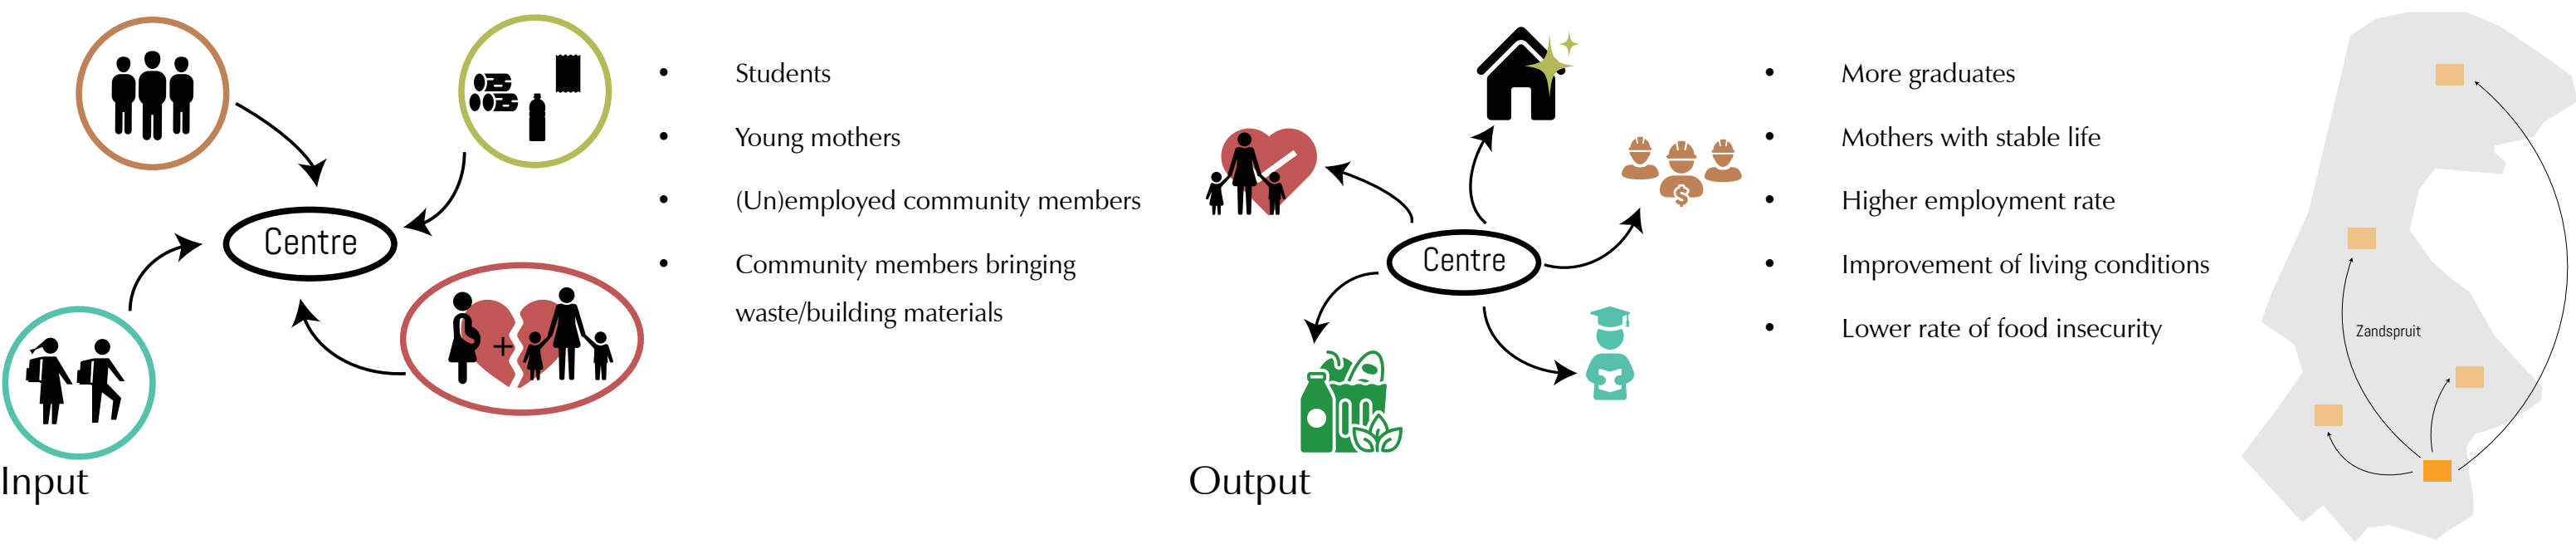 Centre
Input
• Students
• Young mothers
• (Un)employed community members
• Community members bringing
waste/building materials
Centre
$
Output
• More graduates
• Mothers with stable life
• Higher employment rate
• Improvement of living conditions
• Lower rate of food insecurity
Zandspruit